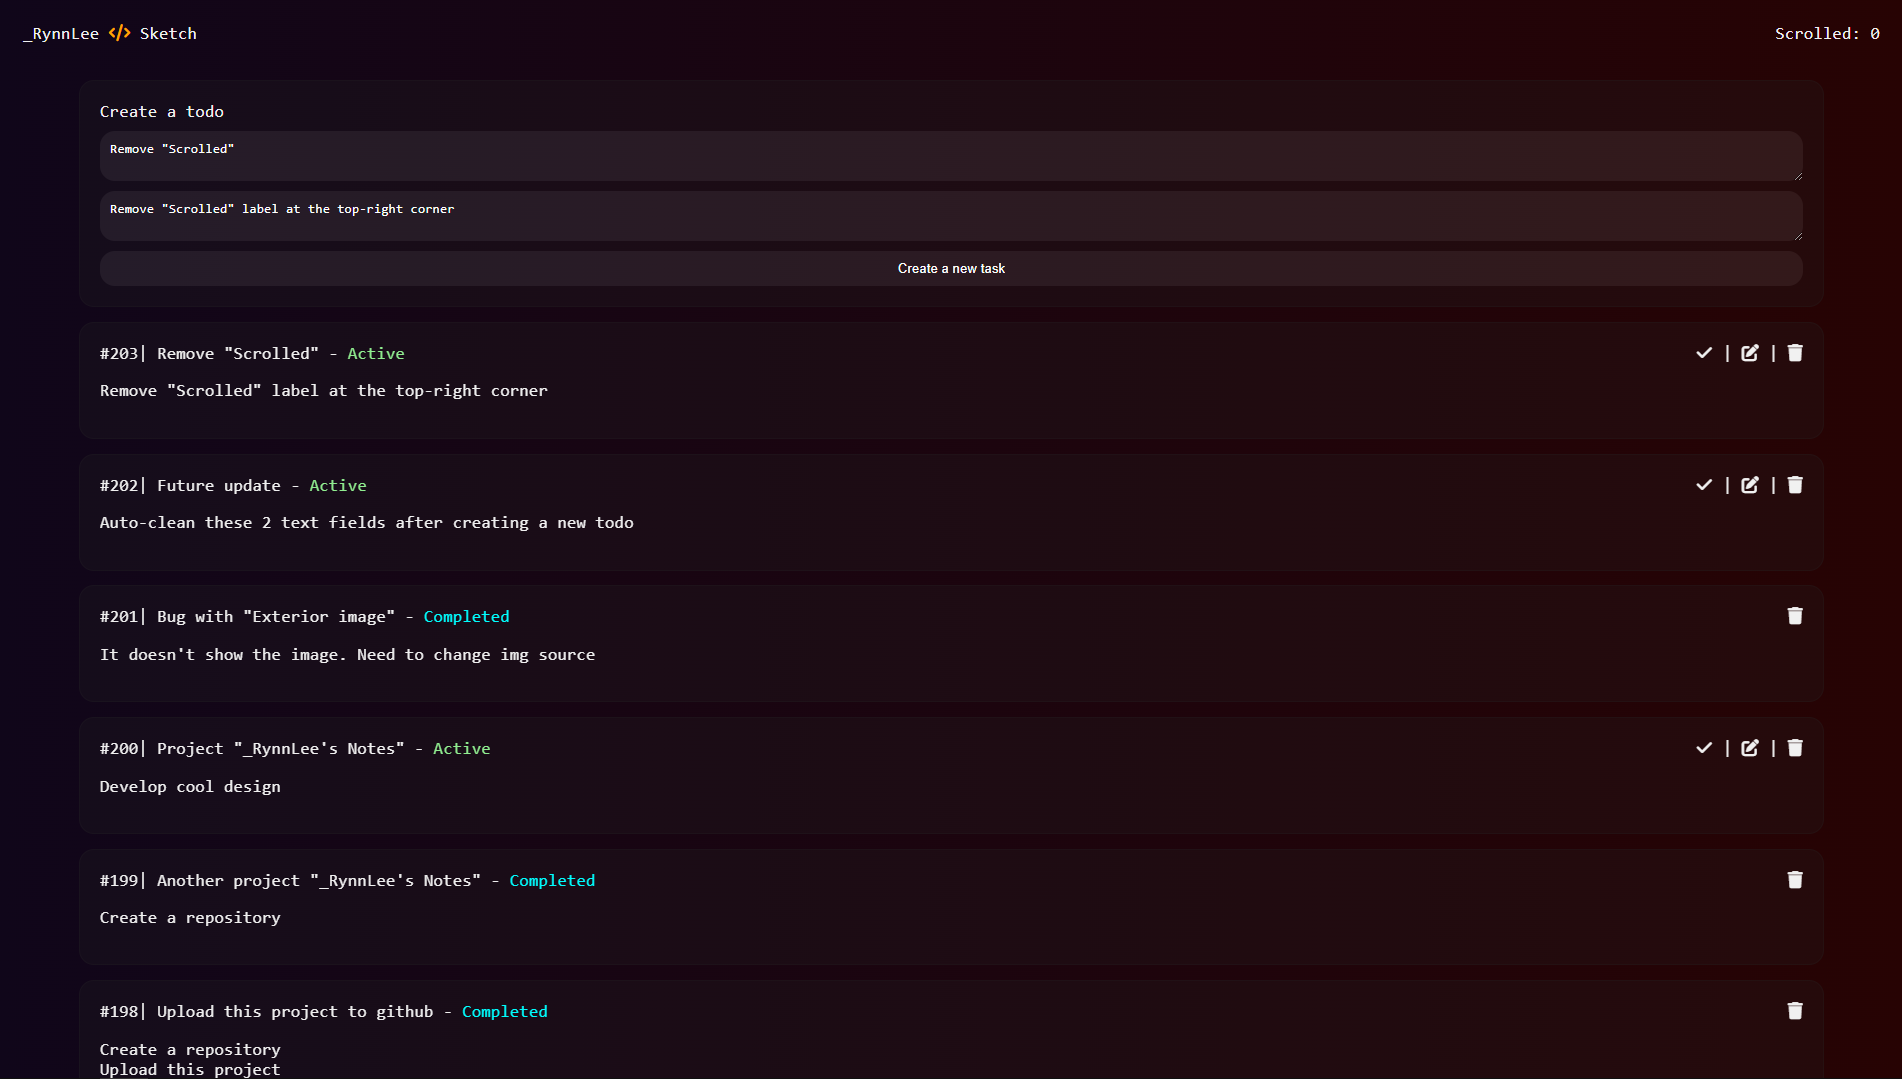 _RynnLee </> Sketch
Scrolled: 0
Create a todo
Remove "Scrolled"
Remove "Scrolled" label at the top-right corner
Create a new task
#203| Remove "Scrolled" - Active
| |
Remove "Scrolled" label at the top-right corner
#202| Future update - Active
| |
Auto-clean these 2 text fields after creating a new todo
#201| Bug with "Exterior image" - Completed
It doesn't show the image. Need to change img source
#200| Project "_RynnLee's Notes" - Active
| |
Develop cool design
#199| Another project "_RynnLee's Notes" - Completed
Create a repository
#198| Upload this project to github - Completed
Create a repository
Upload this project